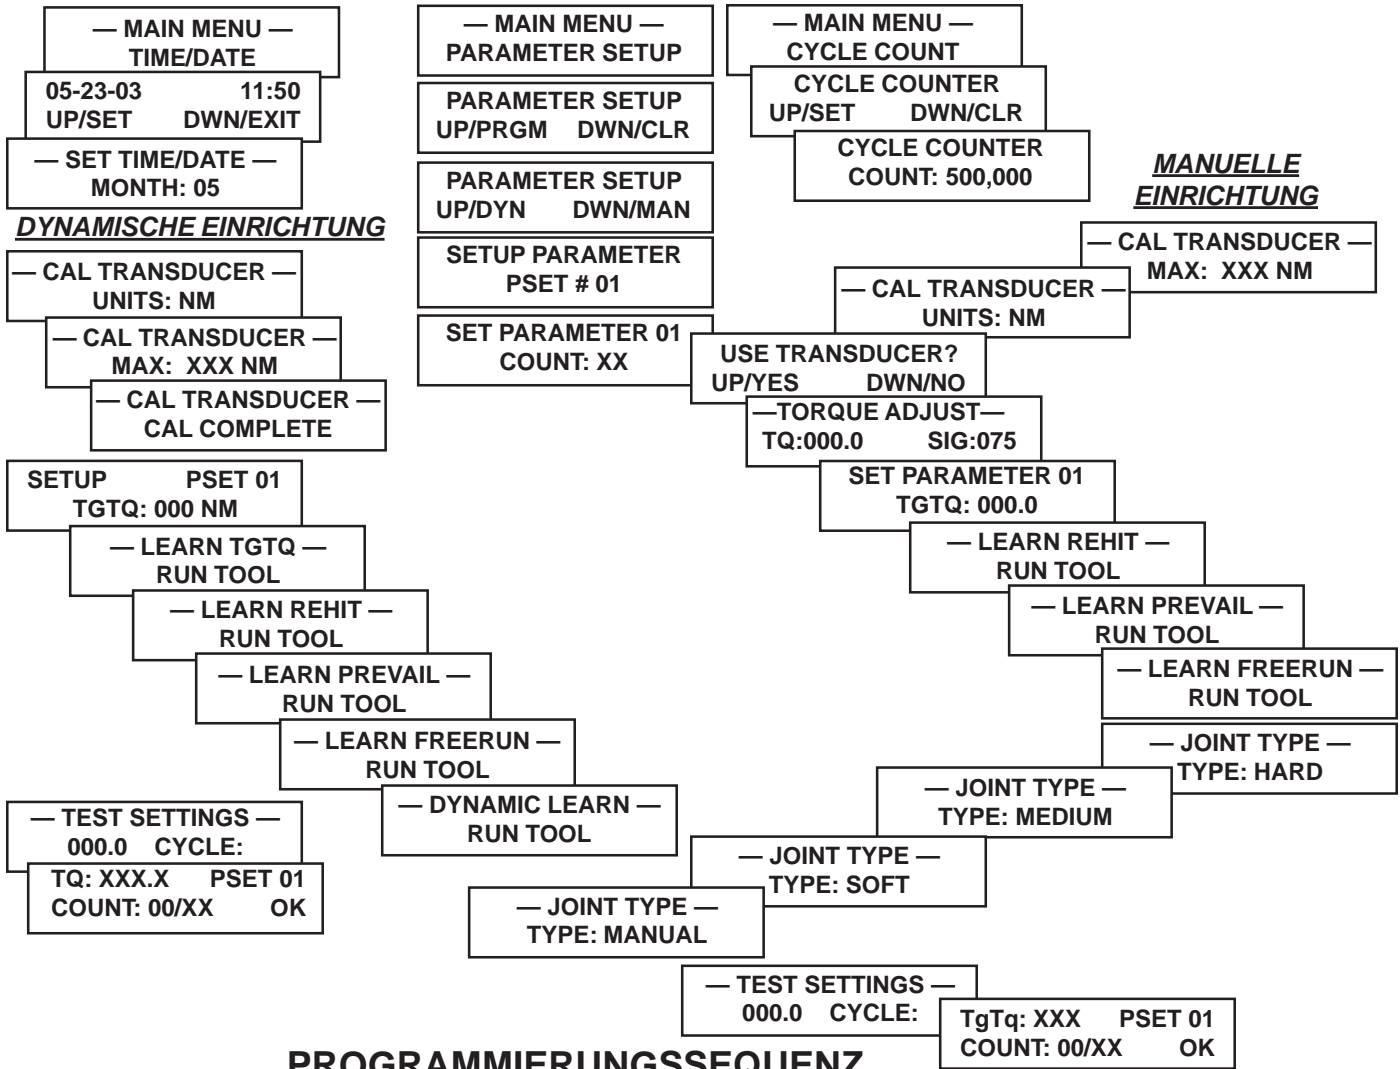 — MAIN MENU —
TIME/DATE
05-23-03 11:50
UP/SET DWN/EXIT
— SET TIME/DATE —
MONTH: 05
— MAIN MENU —
PARAMETER SETUP
PARAMETER SETUP
UP/PRGM DWN/CLR
PARAMETER SETUP
UP/DYN DWN/MAN
SETUP PARAMETER
PSET # 01
SET PARAMETER 01
COUNT: XX
— MAIN MENU —
CYCLE COUNT
CYCLE COUNTER
UP/SET DWN/CLR
CYCLE COUNTER
COUNT: 500,000
DYNAMISCHE EINRICHTUNG
— CAL TRANSDUCER —
UNITS: NM
— CAL TRANSDUCER —
MAX: XXX NM
— CAL TRANSDUCER —
CAL COMPLETE
SETUP PSET 01
TGTQ: 000 NM
— LEARN TGTQ —
RUN TOOL
— LEARN REHIT —
RUN TOOL
— LEARN PREVAIL —
RUN TOOL
— LEARN FREERUN —
RUN TOOL
— DYNAMIC LEARN —
RUN TOOL
— TEST SETTINGS —
000.0 CYCLE:
TQ: XXX.X PSET 01
COUNT: 00/XX OK
MANUELLE
EINRICHTUNG
— CAL TRANSDUCER —
MAX: XXX NM
— CAL TRANSDUCER —
UNITS: NM
USE TRANSDUCER?
UP/YES DWN/NO
—TORQUE ADJUST—
TQ:000.0 SIG:075
SET PARAMETER 01
TGTQ: 000.0
— LEARN REHIT —
RUN TOOL
— LEARN PREVAIL —
RUN TOOL
— LEARN FREERUN —
RUN TOOL
— JOINT TYPE —
TYPE: HARD
— JOINT TYPE —
TYPE: MEDIUM
— JOINT TYPE —
TYPE: SOFT
— JOINT TYPE —
TYPE: MANUAL
— TEST SETTINGS —
000.0 CYCLE:
TgTq: XXX PSET 01
COUNT: 00/XX OK
PROGRAMMIERUNGSSEQUENZ